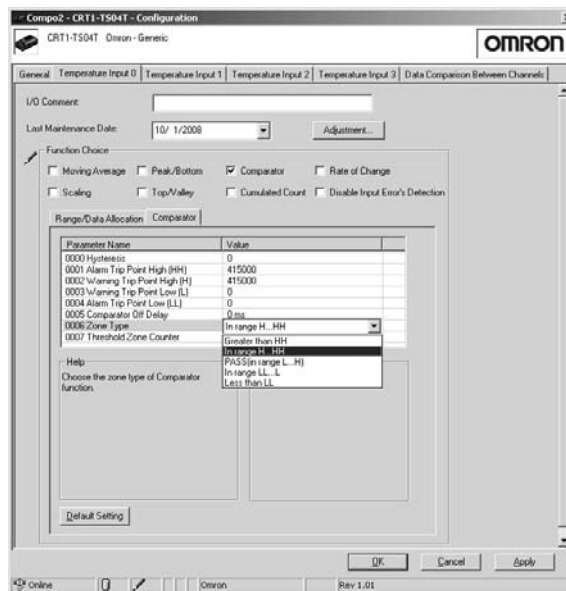 Compo2 - CRT1-TS04T - Configuration
CRT1-TS04T Omron - Generic
OMRON
General Temperature Input 0 Temperature Input 1 Temperature Input 2 Temperature Input 3 Data Comparison Between Channels
I/O Comment:
Last Maintenance Date: 10/ 1/2008 Adjustment...
Function Choice
Moving Average Peak/Bottom Comparator Rate of Change
Scaling Top/Valley Cumulated Count Disable Input Error's Detection
Range/Data Allocation Comparator
Parameter Name Value
0000 Hysteresis 0
0001 Alarm Trip Point High (HH) 415000
0002 Warning Trip Point High (H) 415000
0003 Warning Trip Point Low (L) 0
0004 Alarm Trip Point Low (LL) 0
0005 Comparator Off Delay 0 ms
0006 Zone Type In range H...HH
0007 Threshold Zone Counter Greater than HH
In range H...HH
PASS(in range L...H)
In range LL...L
Less than LL
Help
Choose the zone type of Comparator
function.
Default Setting
OK Cancel Apply
Online Omron Rev 1.01